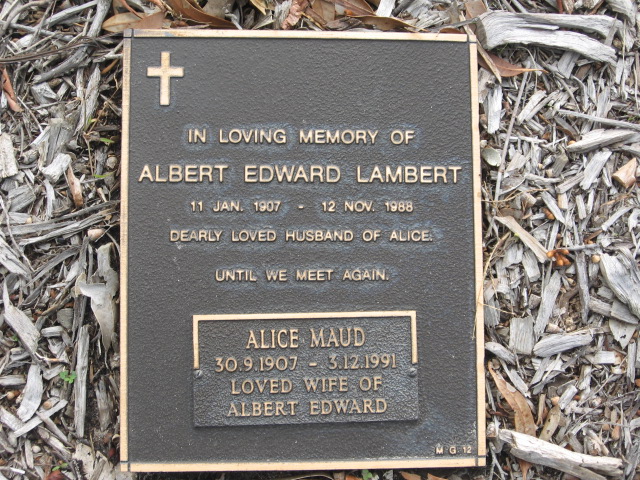 IN LOVING MEMORY OF
ALBERT EDWARD LAMBERT
11 JAN. 1907 - 12 NOV. 1988
DEARLY LOVED HUSBAND OF ALICE.
UNTIL WE MEET AGAIN.
ALICE MAUD
30.9.1907 - 3.12.1991
LOVED WIFE OF
ALBERT EDWARD
M G 12